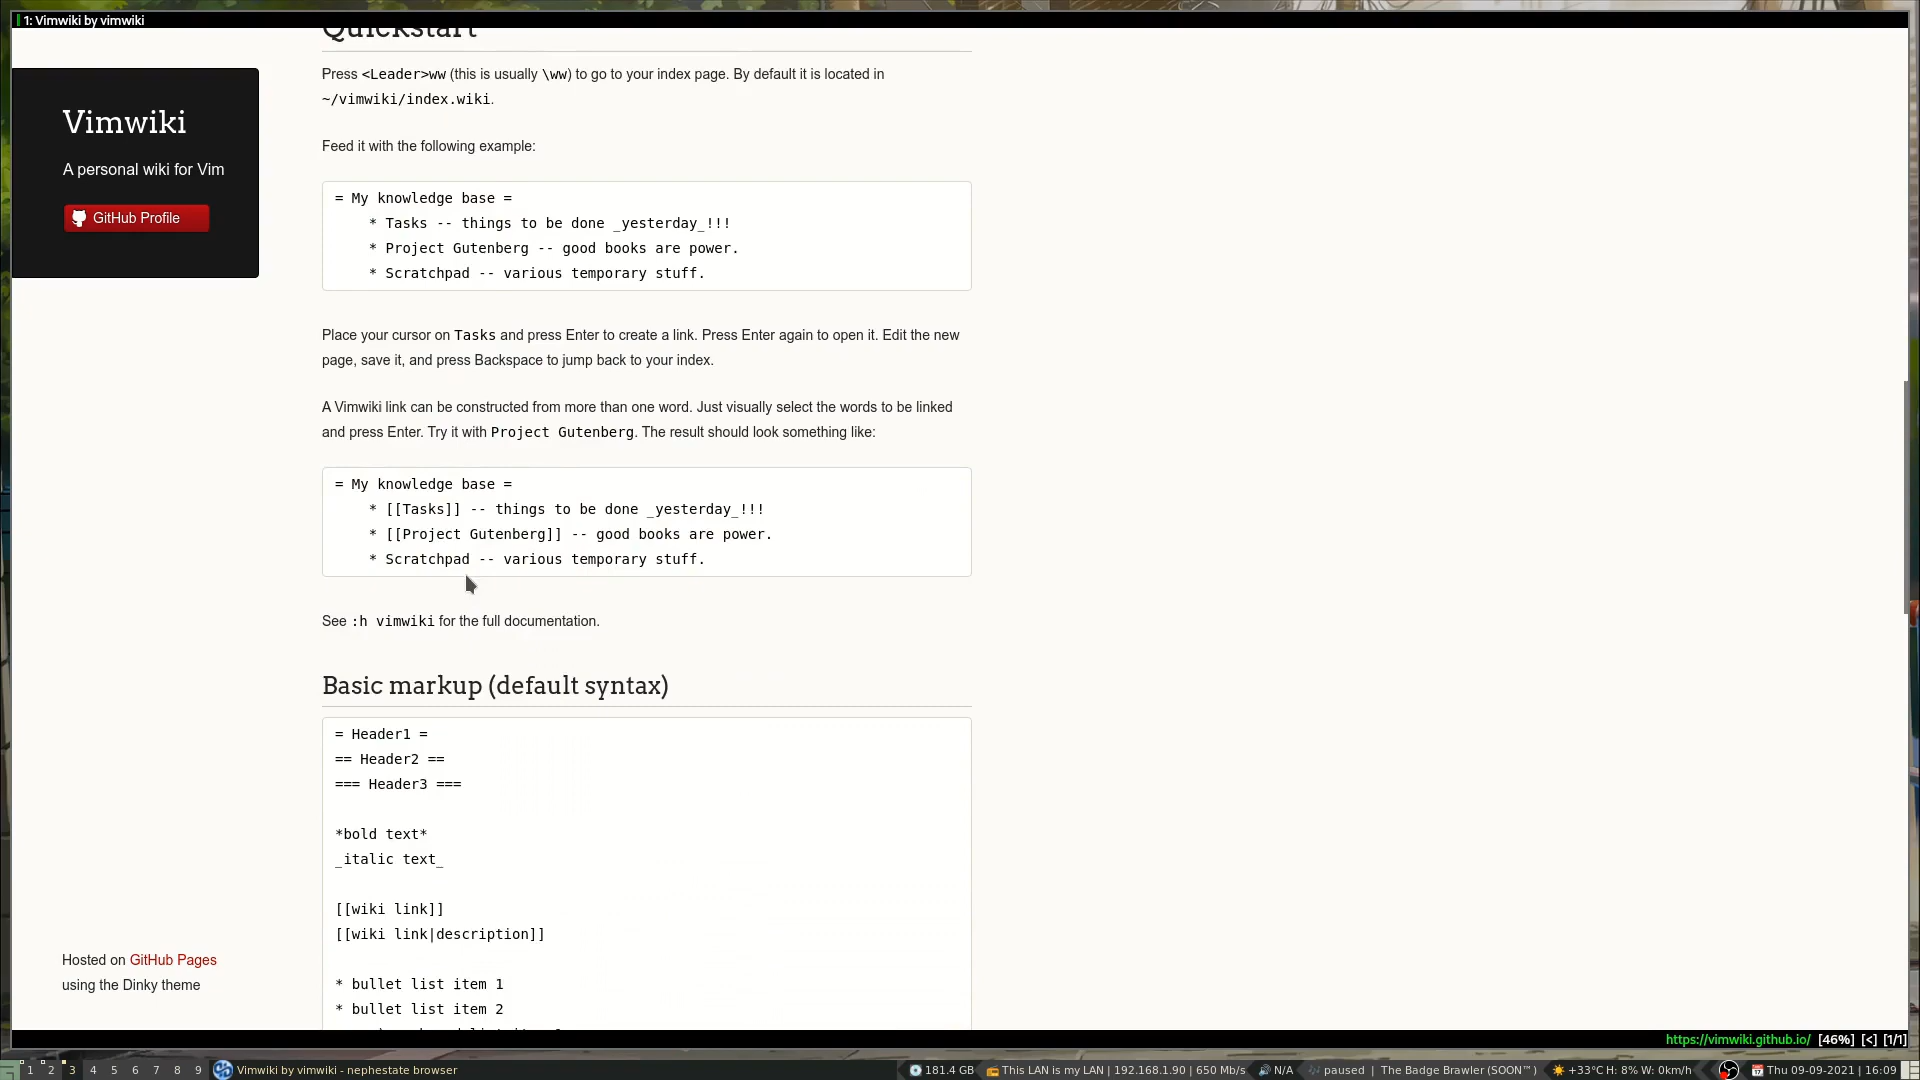 1: Vimwiki by vimwiki
Quickstart
Press <Leader>ww (this is usually \ww) to go to your index page. By default it is located in
~/vimwiki/index.wiki.
Feed it with the following example:
= My knowledge base =
* Tasks -- things to be done _yesterday_!!!
* Project Gutenberg -- good books are power.
* Scratchpad -- various temporary stuff.
Place your cursor on Tasks and press Enter to create a link. Press Enter again to open it. Edit the new
page, save it, and press Backspace to jump back to your index.
A Vimwiki link can be constructed from more than one word. Just visually select the words to be linked
and press Enter. Try it with Project Gutenberg. The result should look something like:
= My knowledge base =
* [[Tasks]] -- things to be done _yesterday_!!!
* [[Project Gutenberg]] -- good books are power.
* Scratchpad -- various temporary stuff.
See :h vimwiki for the full documentation.
Basic markup (default syntax)
= Header1 =
== Header2 ==
=== Header3 ===
*bold text*
_italic text_
[[wiki link]]
[[wiki link|description]]
* bullet list item 1
* bullet list item 2
Vimwiki
A personal wiki for Vim
GitHub Profile
Hosted on GitHub Pages
using the Dinky theme
https://vimwiki.github.io/ [46%] [<] [1/1]
1 2 3 4 5 6 7 8 9 Vimwiki by vimwiki - nephestate browser
181.4 GB This LAN is my LAN | 192.168.1.90 | 650 Mb/s N/A paused | The Badge Brawler (SOON™) +33°C H: 8% W: 0km/h Thu 09-09-2021 | 16:09